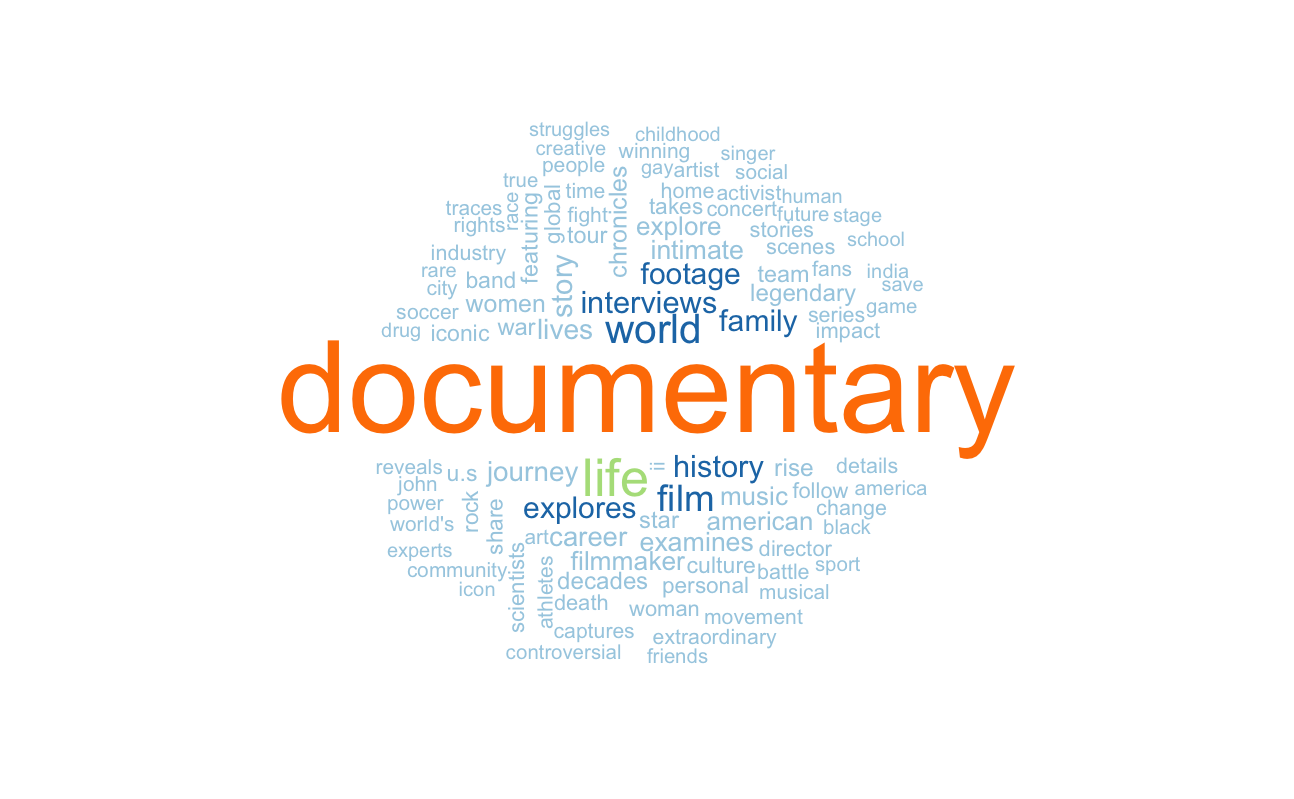 struggles
childhood
creative
winning
singer
people
gay
artist
social
true
time
chronicles
home
activist
human
traces
race
featuring
global
fight
takes
concert
future
stage
rights
tour
explore
stories
school
industry
intimate
scenes
rare
band
story
footage
team
fans
india
city
women
interviews
legendary
save
soccer
war
lives
world
family
series
game
drug
iconic
impact
documentary
reveals
u.s
journey
life
:=
history
rise
details
john
power
rock
explores
film
music
follow
america
world's
share
star
american
change
black
experts
art
career
examines
director
community
scientists
athletes
filmmaker
culture
battle
sport
icon
decades
personal
musical
death
woman
movement
captures
extraordinary
controversial
friends